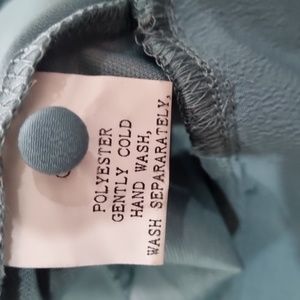 POLYESTER
GENTLY COLD
HAND WASH,
WASH SEPARARATELY,